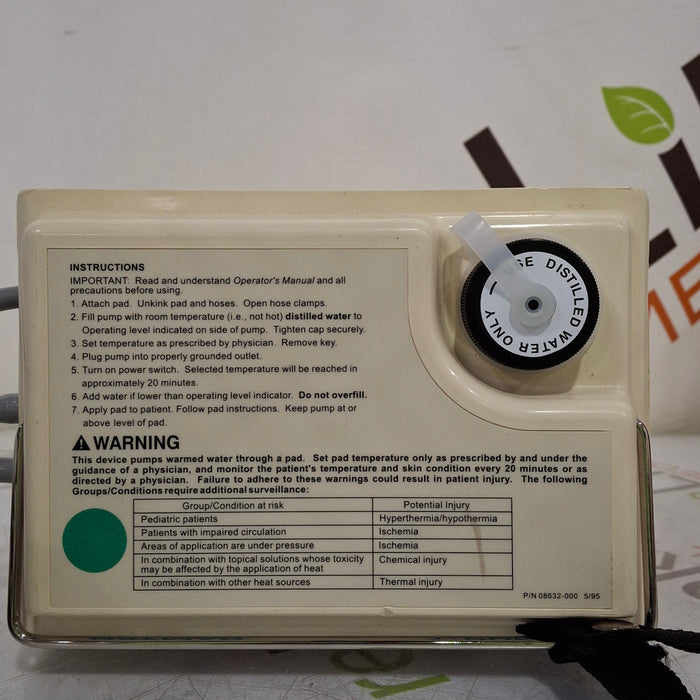 INSTRUCTIONS
IMPORTANT: Read and understand Operator's Manual and all
precautions before using.
1. Attach pad. Unkink pad and hoses. Open hose clamps.
2. Fill pump with room temperature (i.e., not hot) distilled water to
Operating level indicated on side of pump. Tighten cap securely.
3. Set temperature as prescribed by physician. Remove key.
4. Plug pump into properly grounded outlet.
5. Turn on power switch. Selected temperature will be reached in
approximately 20 minutes.
6. Add water if lower than operating level indicator. Do not overfill.
7. Apply pad to patient. Follow pad instructions. Keep pump at or
above level of pad.
USE DISTILLED WATER ONLY
WARNING
This device pumps warmed water through a pad. Set pad temperature only as prescribed by and under the
guidance of a physician, and monitor the patient's temperature and skin condition every 20 minutes or as
directed by a physician. Failure to adhere to these warnings could result in patient injury. The following
Groups/Conditions require additional surveillance:
Group/Condition at risk Potential Injury
Pediatric patients Hyperthermia/hypothermia
Patients with impaired circulation Ischemia
Areas of application are under pressure Ischemia
In combination with topical solutions whose toxicity Chemical injury
may be affected by the application of heat
In combination with other heat sources Thermal injury
P/N 08632-000 5/95